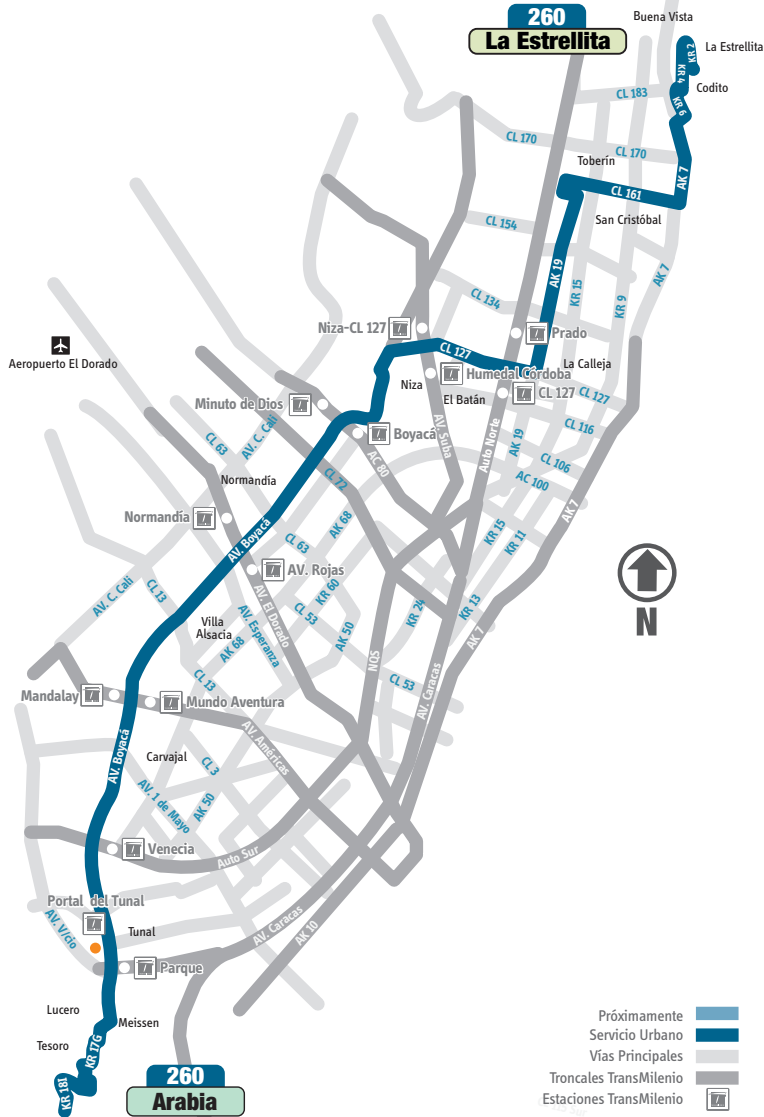 260
La Estrellita
Buena Vista
La Estrellita
KR 2
KR 4
Codito
CL 183
KR 6
CL 170
CL 170
Toberín
AK 7
CL 161
San Cristóbal
CL 154
AK 19
KR 15
AK 7
KR 9
CL 134
Niza-CL 127
Prado
CL 127
Aeropuerto El Dorado
La Calleja
Humedal Córdoba
Niza
CL 127
CL 127
El Batán
Minuto de Dios
AV. C. Cali
CL 63
Boyacá
AV. Suba
Auto Norte
AK 19
CL 116
CL 106
AC 80
CL 72
AC 100
Normandía
AK 7
Normandía
AK 68
AV. Boyacá
CL 63
KR 15
KR 11
AV. Rojas
KR 60
AV. C. Cali
CL 13
AV. El Dorado
CL 53
KR 24
KR 13
Villa
Alsacia
AV. Esperanza
AK 68
AK 50
AK 7
N
NQS
CL 13
CL 53
AV. Caracas
Mandalay
Mundo Aventura
AV. Américas
AV. Boyacá
Carvajal
CL 3
AV. 1 de Mayo
AK 50
Venecia
Auto Sur
Portal del Tunal
AV. V/cio
Tunal
AV. Caracas
AK 10
Parque
Lucero
Meissen
Tesoro
KR 17G
KR 18I
260
Arabia
Próximamente
Servicio Urbano
Vías Principales
Troncales TransMilenio
Estaciones TransMilenio